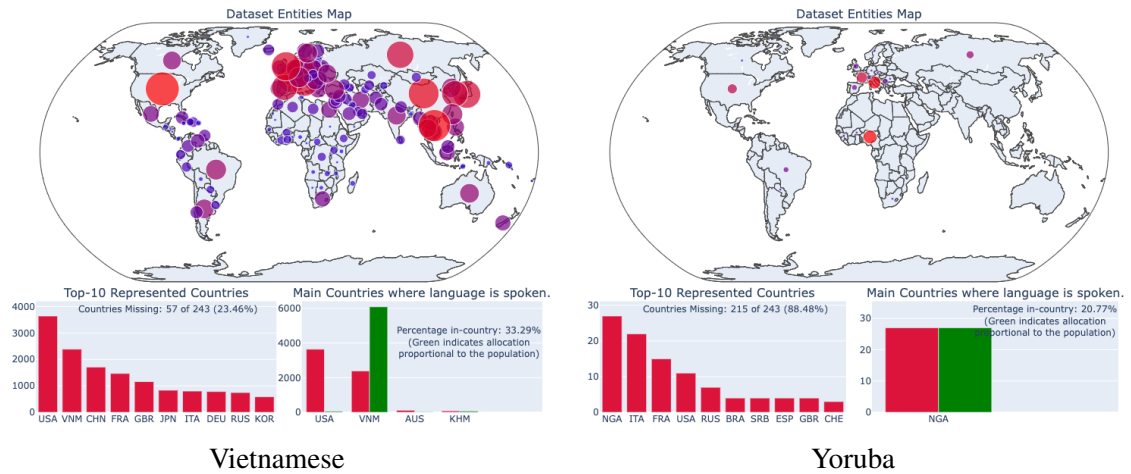 Dataset Entities Map
Top-10 Represented Countries
Countries Missing: 57 of 243 (23.46%)
4000
3000
2000
1000
0
USA VNM CHN FRA GBR JPN ITA DEU RUS KOR
Main Countries where language is spoken.
Percentage in-country: 33.29%
(Green indicates allocation
proportional to the population)
6000
4000
2000
0
USA VNM AUS KHM
Vietnamese
Dataset Entities Map
Top-10 Represented Countries
Countries Missing: 215 of 243 (88.48%)
30
20
10
0
NGA ITA FRA USA RUS BRA SRB ESP GBR CHE
Main Countries where language is spoken.
Percentage in-country: 20.77%
(Green indicates allocation
proportional to the population)
30
20
10
0
NGA
Yoruba